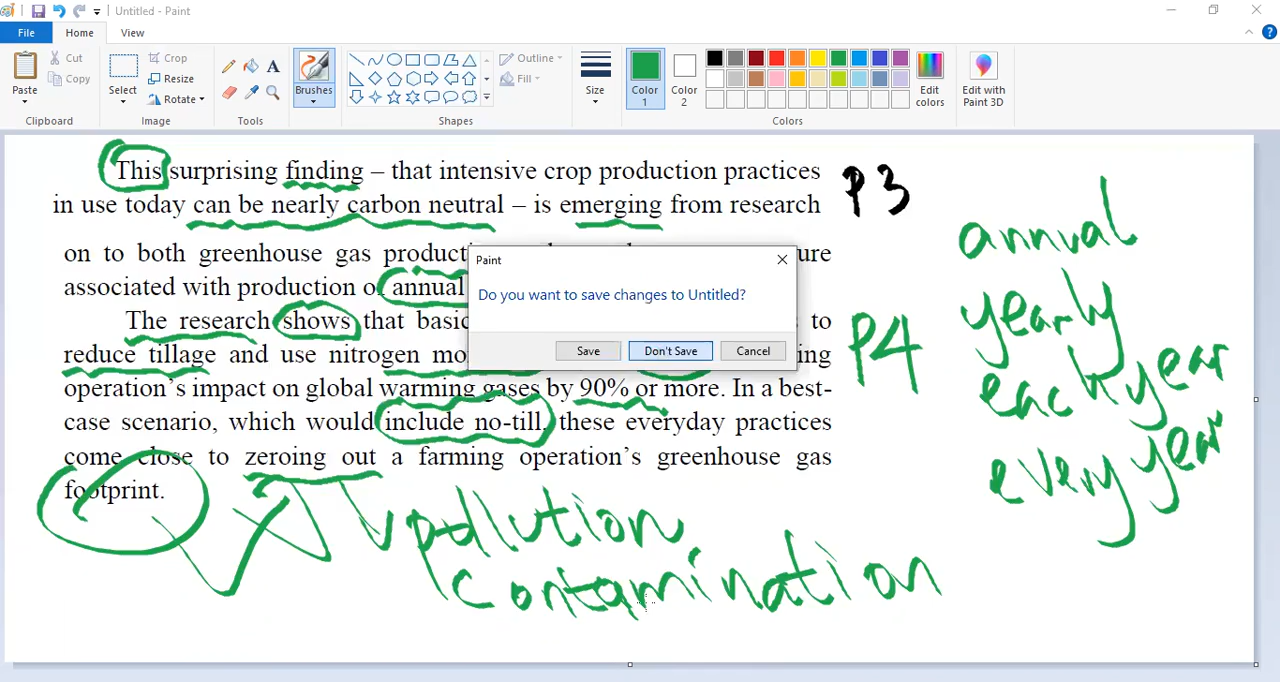 Untitled - Paint
File Home View
Paste Cut Copy
Clipboard
Select Crop Resize Rotate
Image
A
Tools
Brushes
Outline Fill
Shapes
Size
Color 1
Color 2
Edit colors
Colors
Edit with Paint 3D
This surprising finding – that intensive crop production practices
in use today can be nearly carbon neutral – is emerging from research
on to both greenhouse gas producti
ure
associated with production of annual
The research shows that basic
s to
reduce tillage and use nitrogen mo
ing
operation's impact on global warming gases by 90% or more. In a best-
case scenario, which would include no-till, these everyday practices
come close to zeroing out a farming operation's greenhouse gas
footprint.
P3
P4
annual
yearly
each year
every year
pollution
contamination
Paint
Do you want to save changes to Untitled?
Save Don't Save Cancel